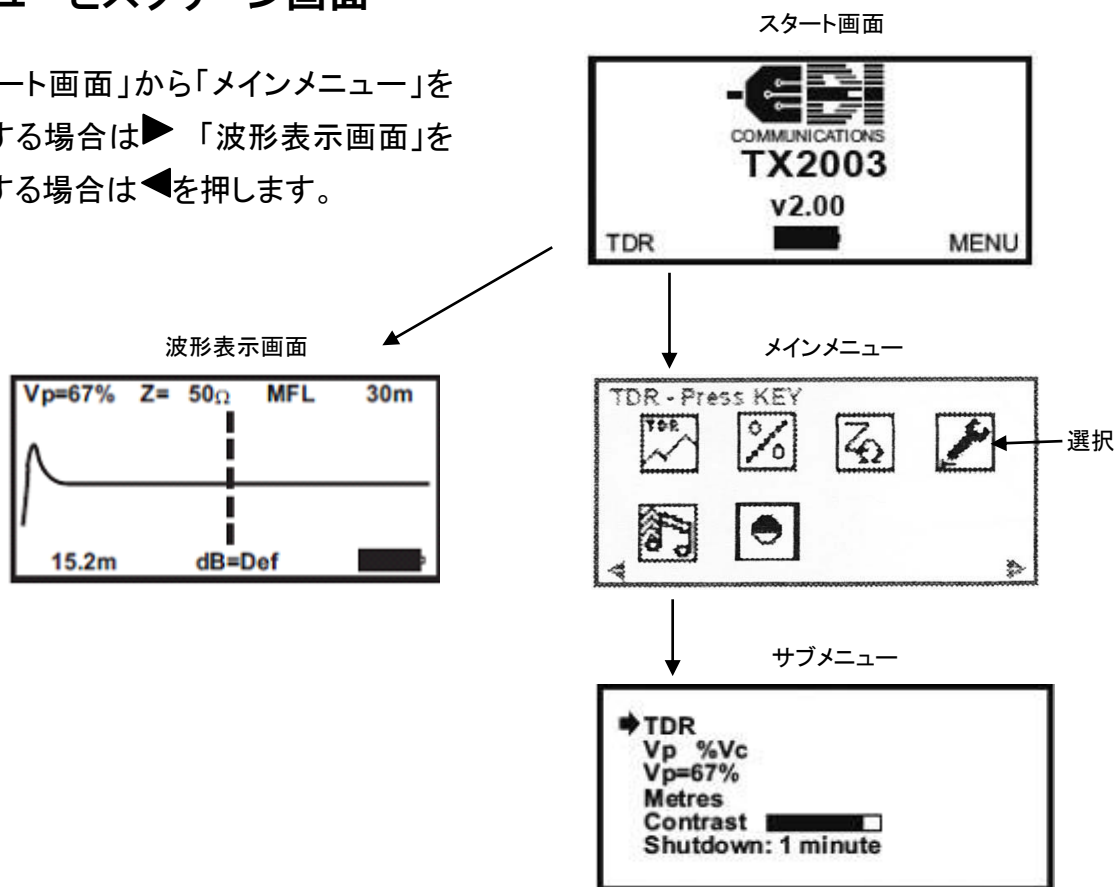 ート画面」から「メインメニュー」を
する場合は▶ 「波形表示画面」を
する場合は◀を押します。
スタート画面
COMMUNICATIONS
TX2003
v2.00
TDR MENU
波形表示画面
Vp=67% Z= 50Ω MFL 30m
15.2m dB=Def
メインメニュー
TDR - Press KEY
TDR
選択
サブメニュー
TDR
Vp %Vc
Vp=67%
Metres
Contrast
Shutdown: 1 minute